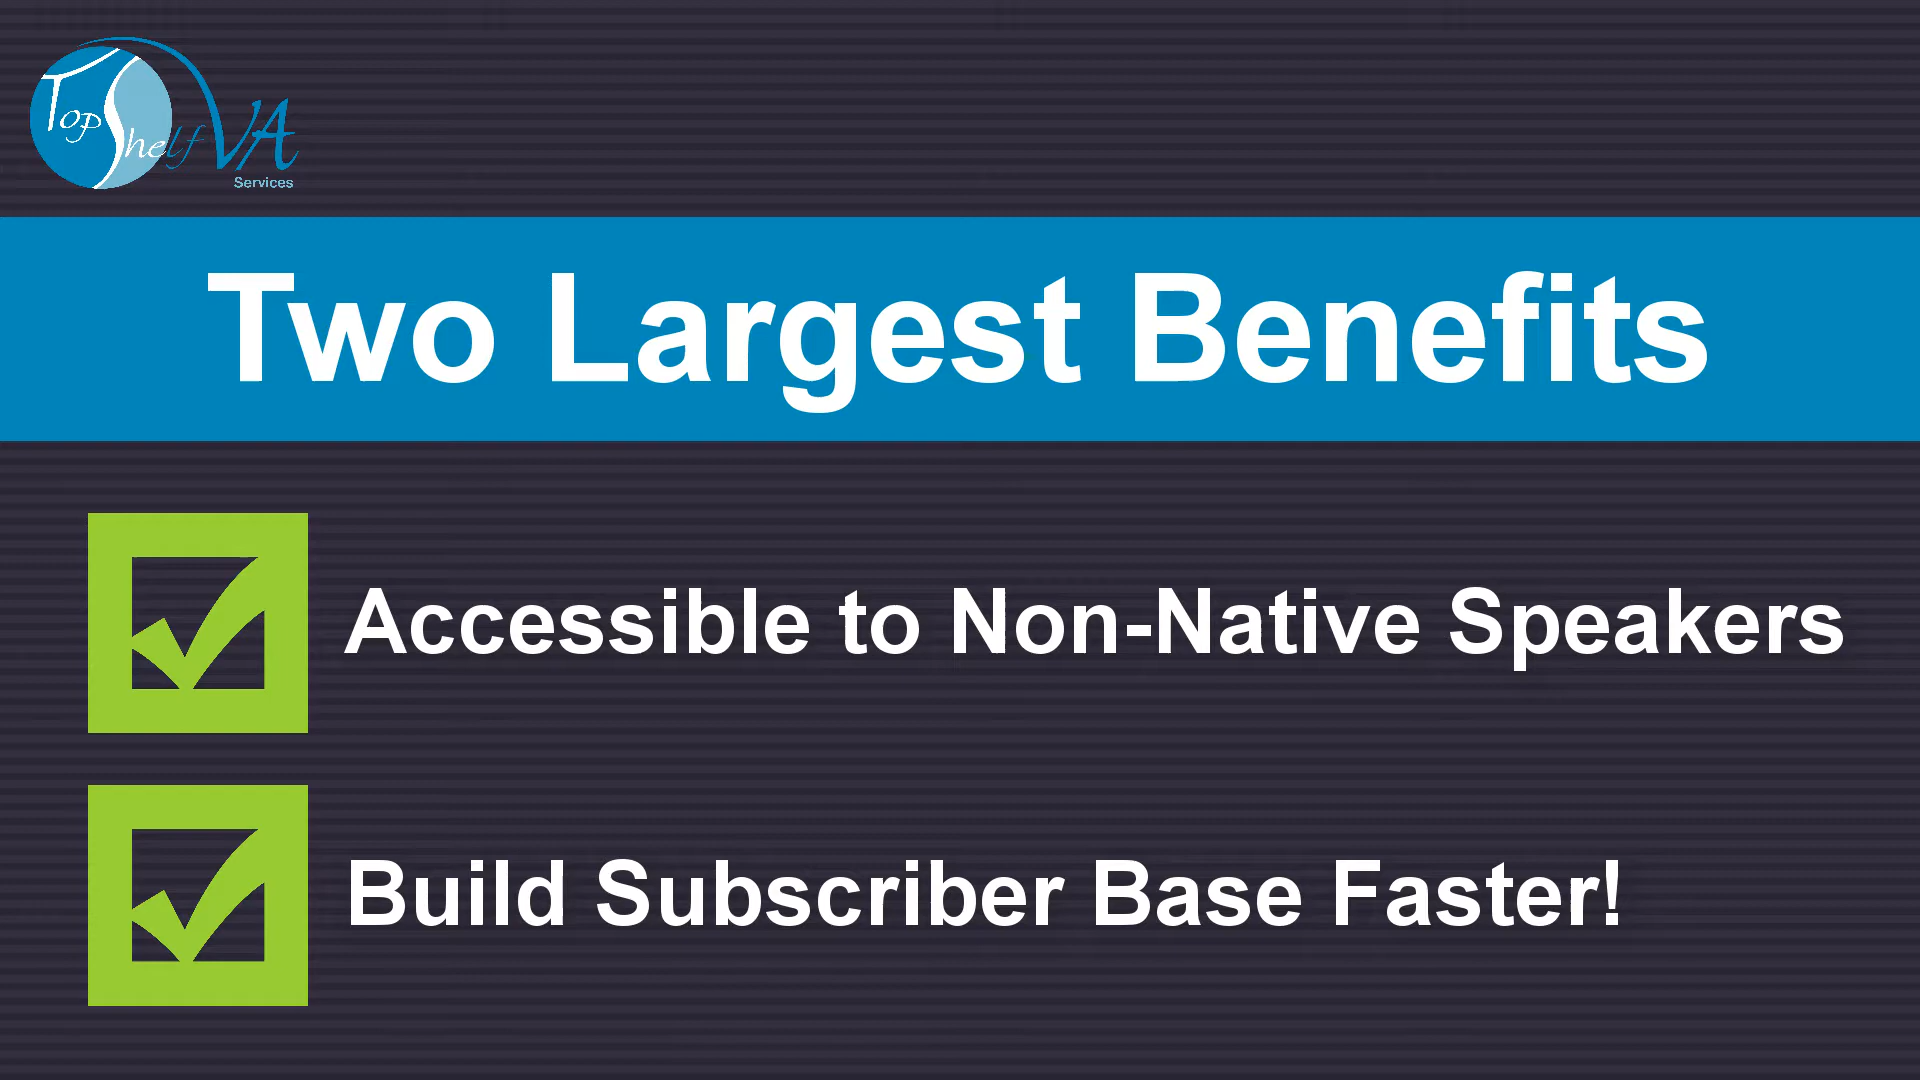 Top Shelf VA
Services
Two Largest Benefits
Accessible to Non-Native Speakers
Build Subscriber Base Faster!